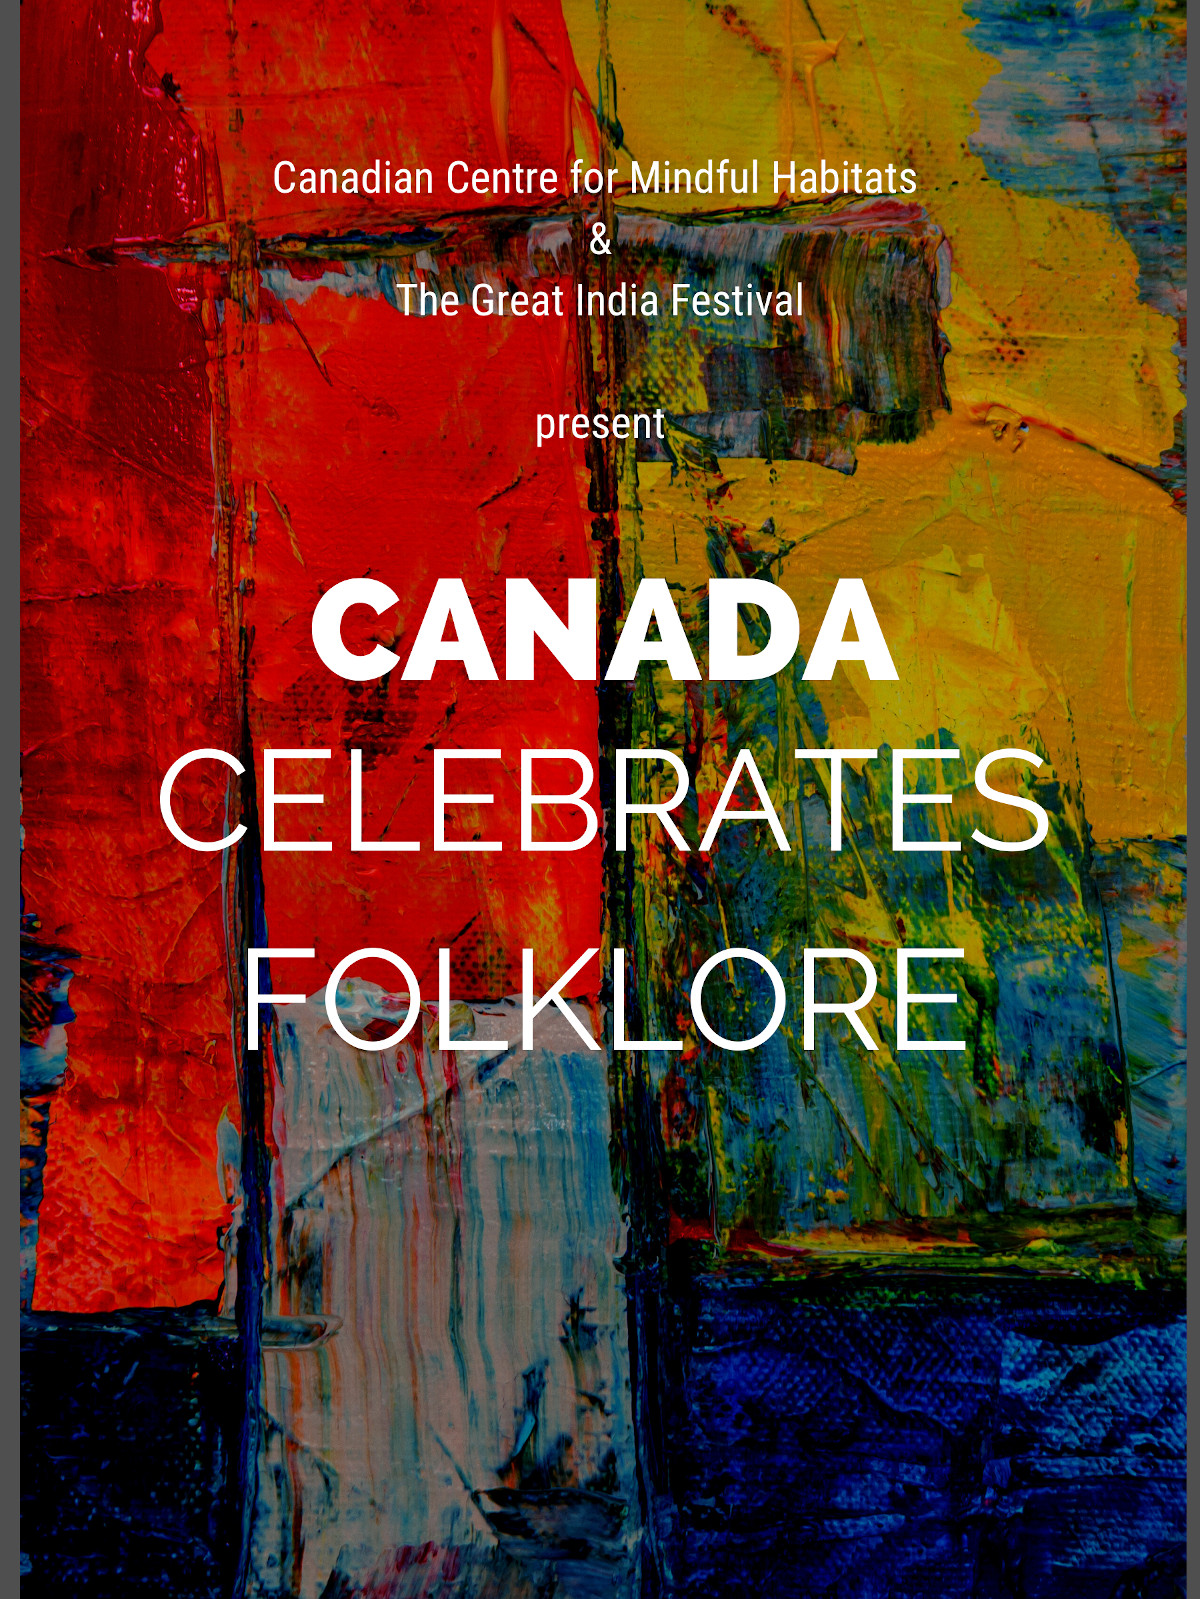 Canadian Centre for Mindful Habitats
&
The Great India Festival
present
CANADA
CELEBRATES
FOLKLORE